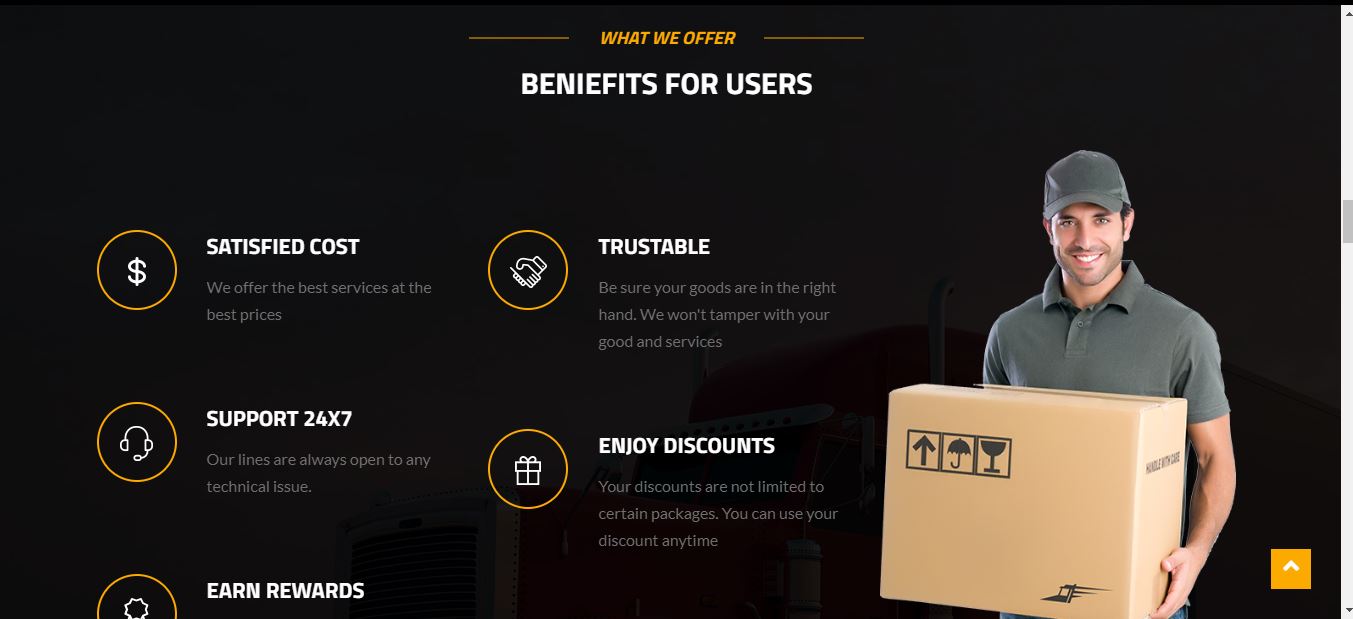 WHAT WE OFFER
BENIEFITS FOR USERS
SATISFIED COST
We offer the best services at the
best prices
TRUSTABLE
Be sure your goods are in the right
hand. We won't tamper with your
good and services
SUPPORT 24X7
Our lines are always open to any
technical issue.
ENJOY DISCOUNTS
Your discounts are not limited to
certain packages. You can use your
discount anytime
EARN REWARDS
HANDLE WITH CARE